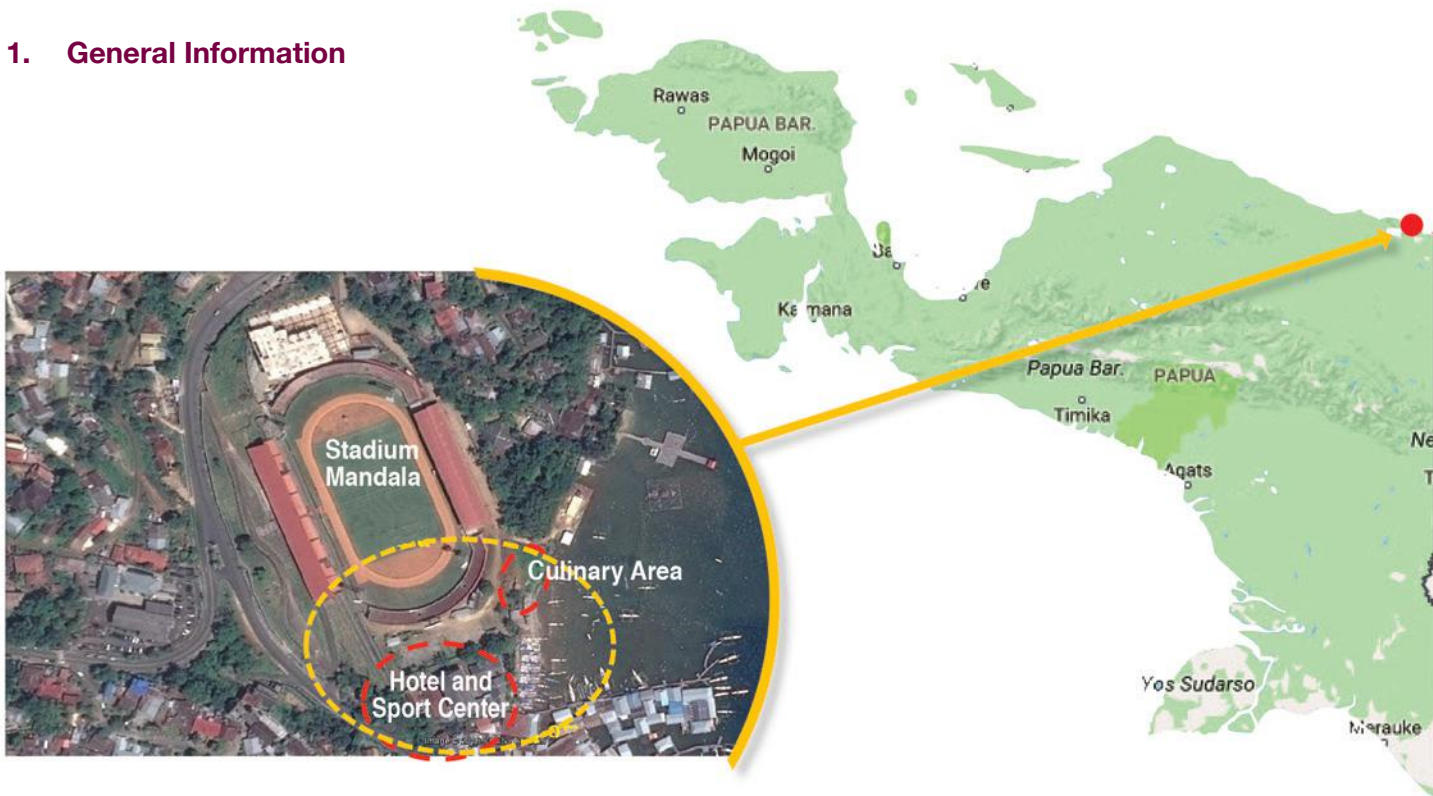 1. General Information
Rawas
PAPUA BAR.
Mogoi
Kaimana
Papua Bar.
PAPUA
Timika
Agats
Yos Sudarso
Merauke
Stadium
Mandala
Culinary Area
Hotel and
Sport Center